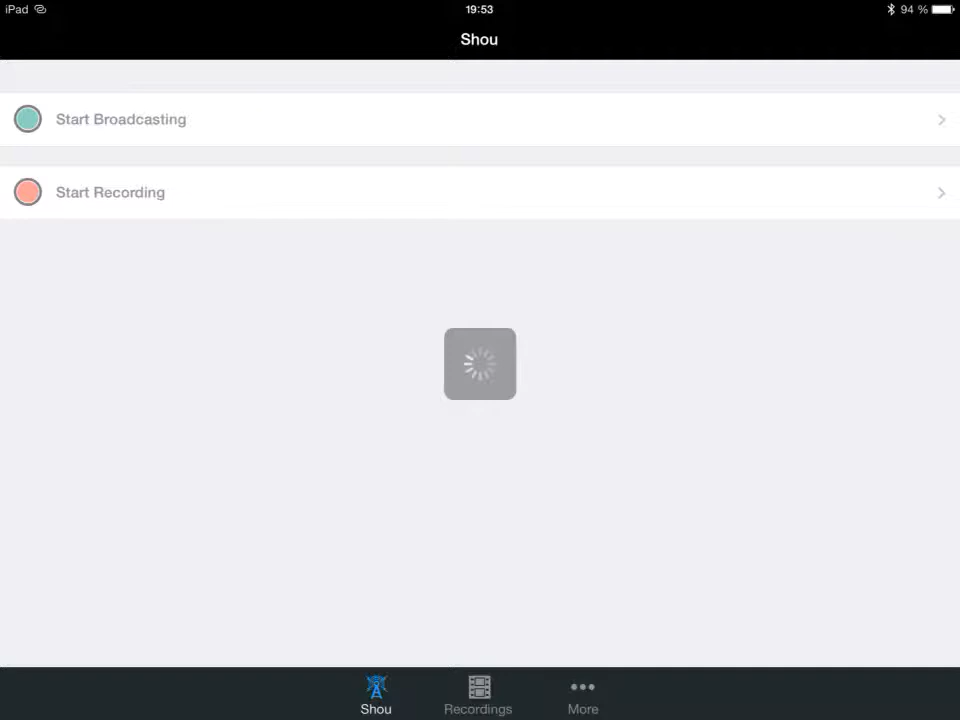 iPad 19:53 94 %
Shou
Start Broadcasting
Start Recording
Shou Recordings More